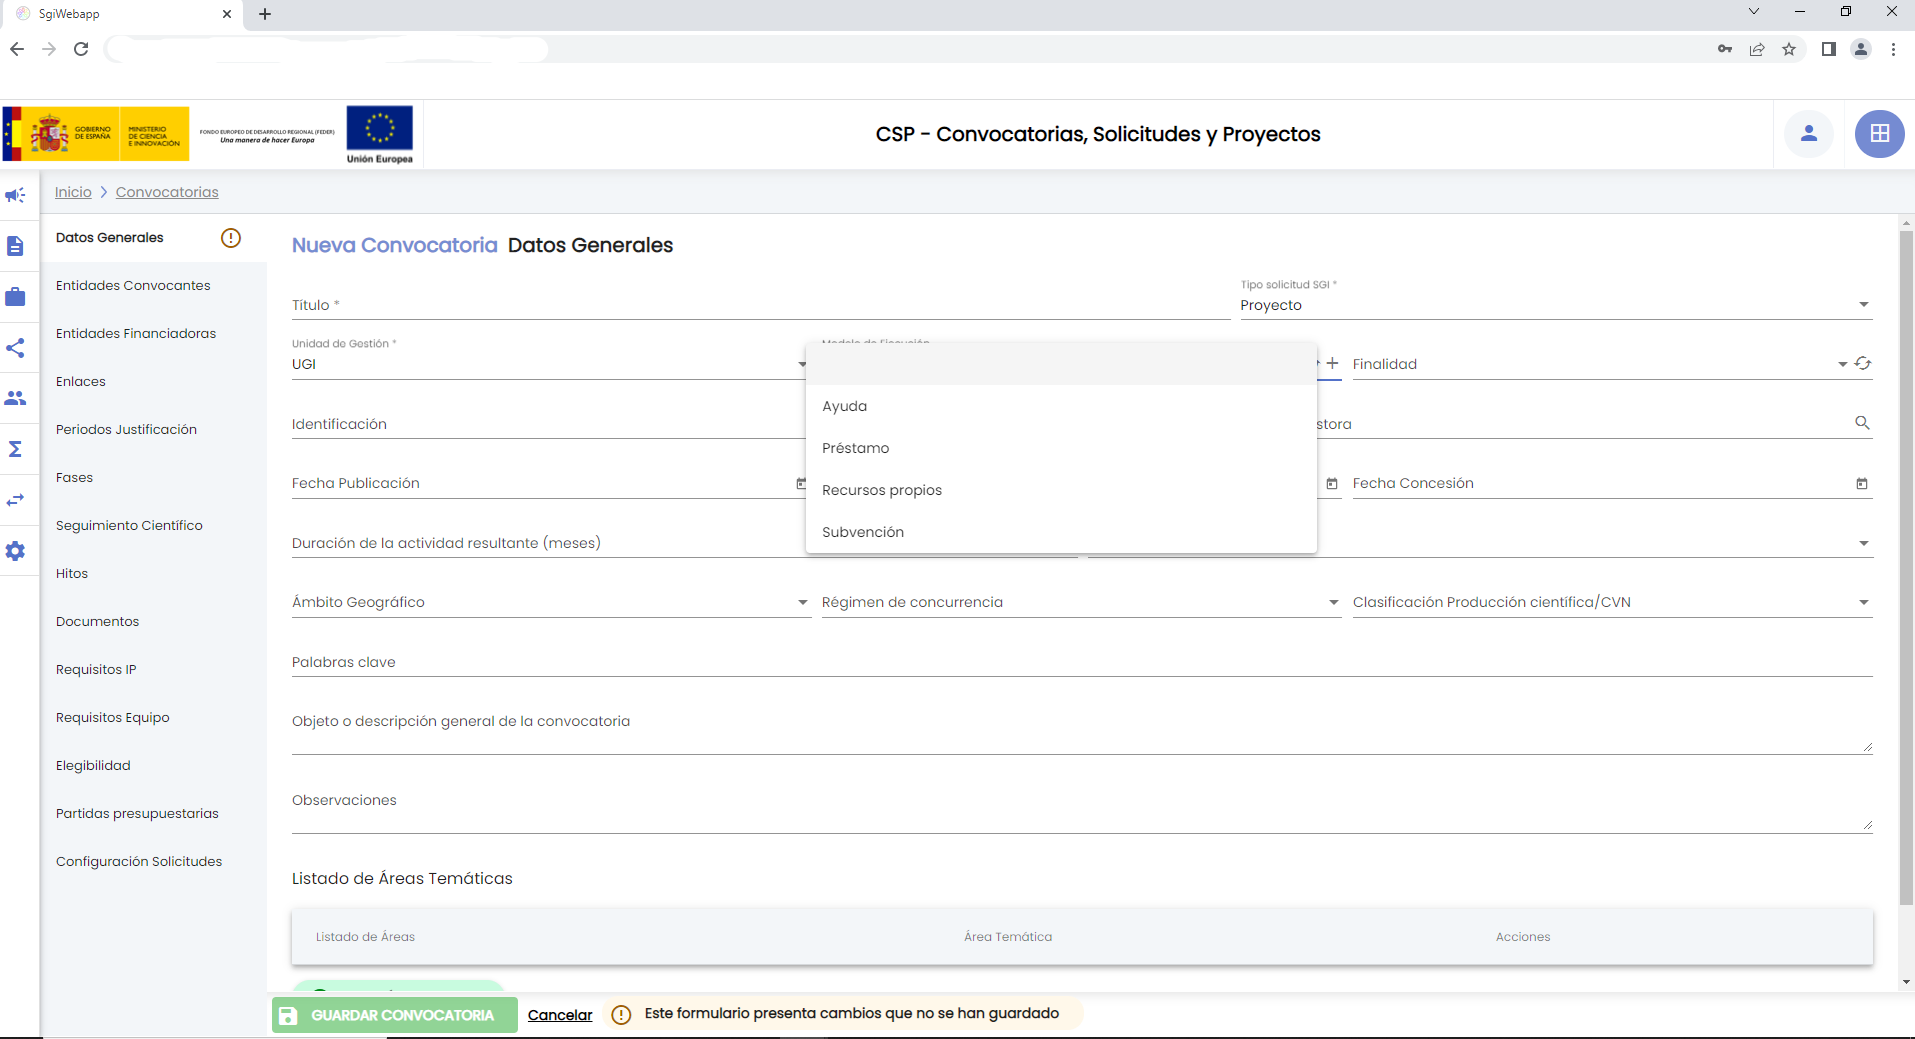 SgiWebapp
GOBIERNO DE ESPAÑA
MINISTERIO DE CIENCIA E INNOVACIÓN
FONDO EUROPEO DE DESARROLLO REGIONAL (FEDER)
Una manera de hacer Europa
Unión Europea
CSP - Convocatorias, Solicitudes y Proyectos
Inicio > Convocatorias
Datos Generales
Entidades Convocantes
Entidades Financiadoras
Enlaces
Periodos Justificación
Fases
Seguimiento Científico
Hitos
Documentos
Requisitos IP
Requisitos Equipo
Elegibilidad
Partidas presupuestarias
Configuración Solicitudes
Nueva Convocatoria Datos Generales
Título *
Tipo solicitud SGI *
Proyecto
Unidad de Gestión *
UGI
Modelo de Ejecución
Ayuda
Préstamo
Recursos propios
Subvención
Finalidad
Identificación
stora
Fecha Publicación
Fecha Concesión
Duración de la actividad resultante (meses)
Ámbito Geográfico
Régimen de concurrencia
Clasificación Producción científica/CVN
Palabras clave
Objeto o descripción general de la convocatoria
Observaciones
Listado de Áreas Temáticas
Listado de Áreas
Área Temática
Acciones
GUARDAR CONVOCATORIA
Cancelar
Este formulario presenta cambios que no se han guardado